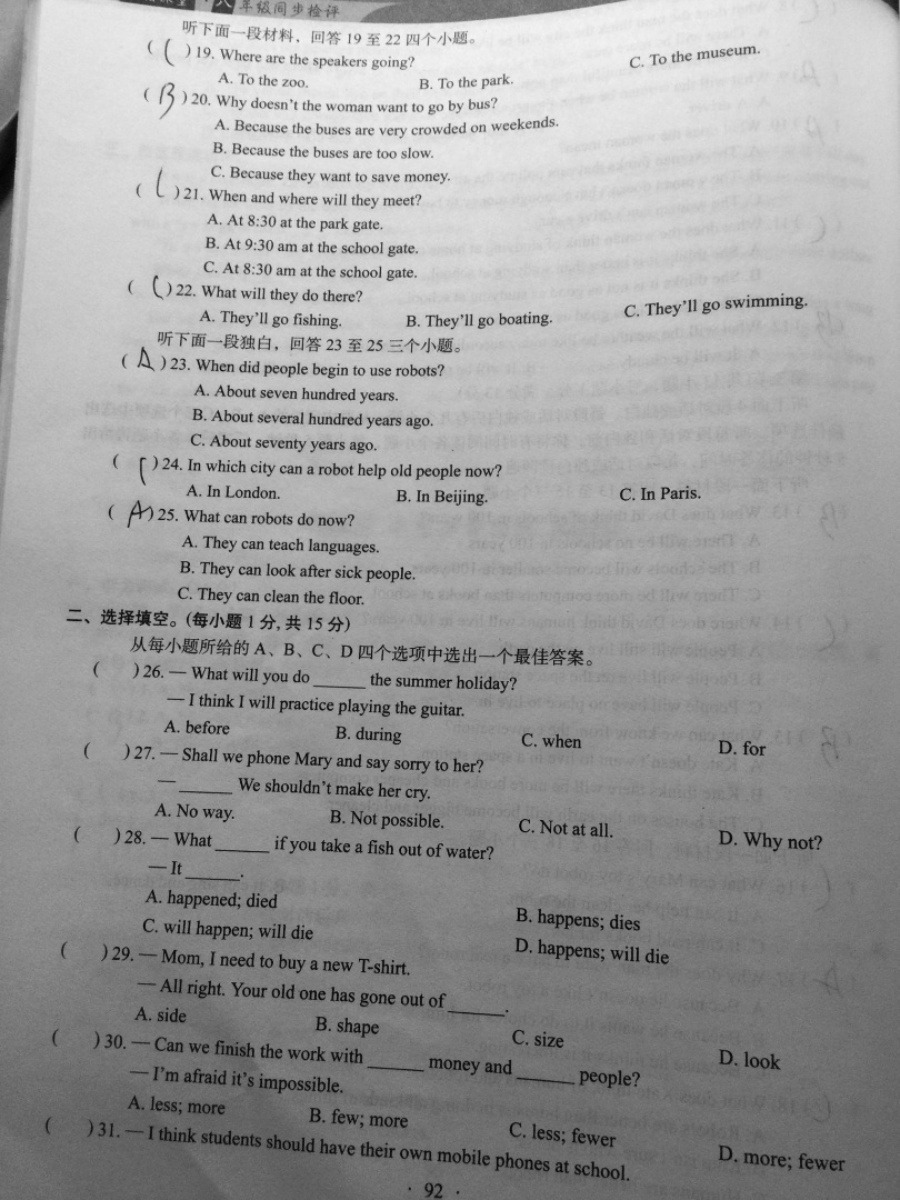 八年级同步检评
听下面一段材料，回答 19 至 22 四个小题。
( C ) 19. Where are the speakers going?
A. To the zoo. B. To the park. C. To the museum.
( B ) 20. Why doesn't the woman want to go by bus?
A. Because the buses are very crowded on weekends.
B. Because the buses are too slow.
C. Because they want to save money.
( C ) 21. When and where will they meet?
A. At 8:30 at the park gate.
B. At 9:30 am at the school gate.
C. At 8:30 am at the school gate.
( C ) 22. What will they do there?
A. They'll go fishing. B. They'll go boating. C. They'll go swimming.
听下面一段独白，回答 23 至 25 三个小题。
( A ) 23. When did people begin to use robots?
A. About seven hundred years.
B. About several hundred years ago.
C. About seventy years ago.
( C ) 24. In which city can a robot help old people now?
A. In London. B. In Beijing. C. In Paris.
( A ) 25. What can robots do now?
A. They can teach languages.
B. They can look after sick people.
C. They can clean the floor.
二、选择填空。(每小题 1 分, 共 15 分)
从每小题所给的 A、B、C、D 四个选项中选出一个最佳答案。
( ) 26. — What will you do ______ the summer holiday?
— I think I will practice playing the guitar.
A. before B. during C. when D. for
( ) 27. — Shall we phone Mary and say sorry to her?
— ______ We shouldn't make her cry.
A. No way. B. Not possible. C. Not at all. D. Why not?
( ) 28. — What ______ if you take a fish out of water?
— It ______.
A. happened; died B. happens; dies
C. will happen; will die D. happens; will die
( ) 29. — Mom, I need to buy a new T-shirt.
— All right. Your old one has gone out of ______.
A. side B. shape C. size D. look
( ) 30. — Can we finish the work with ______ money and ______ people?
— I'm afraid it's impossible.
A. less; more B. few; more C. less; fewer D. more; fewer
( ) 31. — I think students should have their own mobile phones at school.
· 92 ·